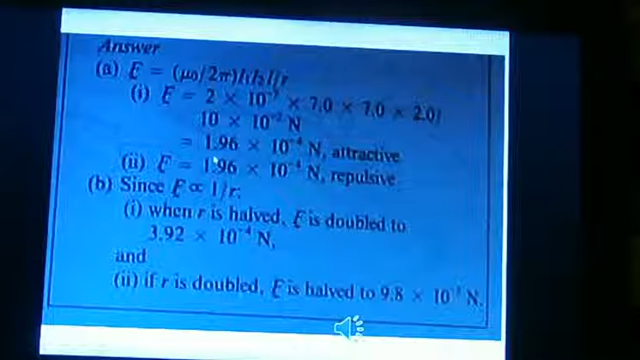 Answer
(a) F = (μ₀/2π)I₁I₂l/r
(i) F = 2 × 10⁻⁷ × 7.0 × 7.0 × 2.0/
10 × 10⁻² N
= 1.96 × 10⁻⁴ N, attractive
(ii) F = 1.96 × 10⁻⁴ N, repulsive
(b) Since F ∝ 1/r:
(i) when r is halved, F is doubled to
3.92 × 10⁻⁴ N,
and
(ii) if r is doubled, F is halved to 9.8 × 10 N.